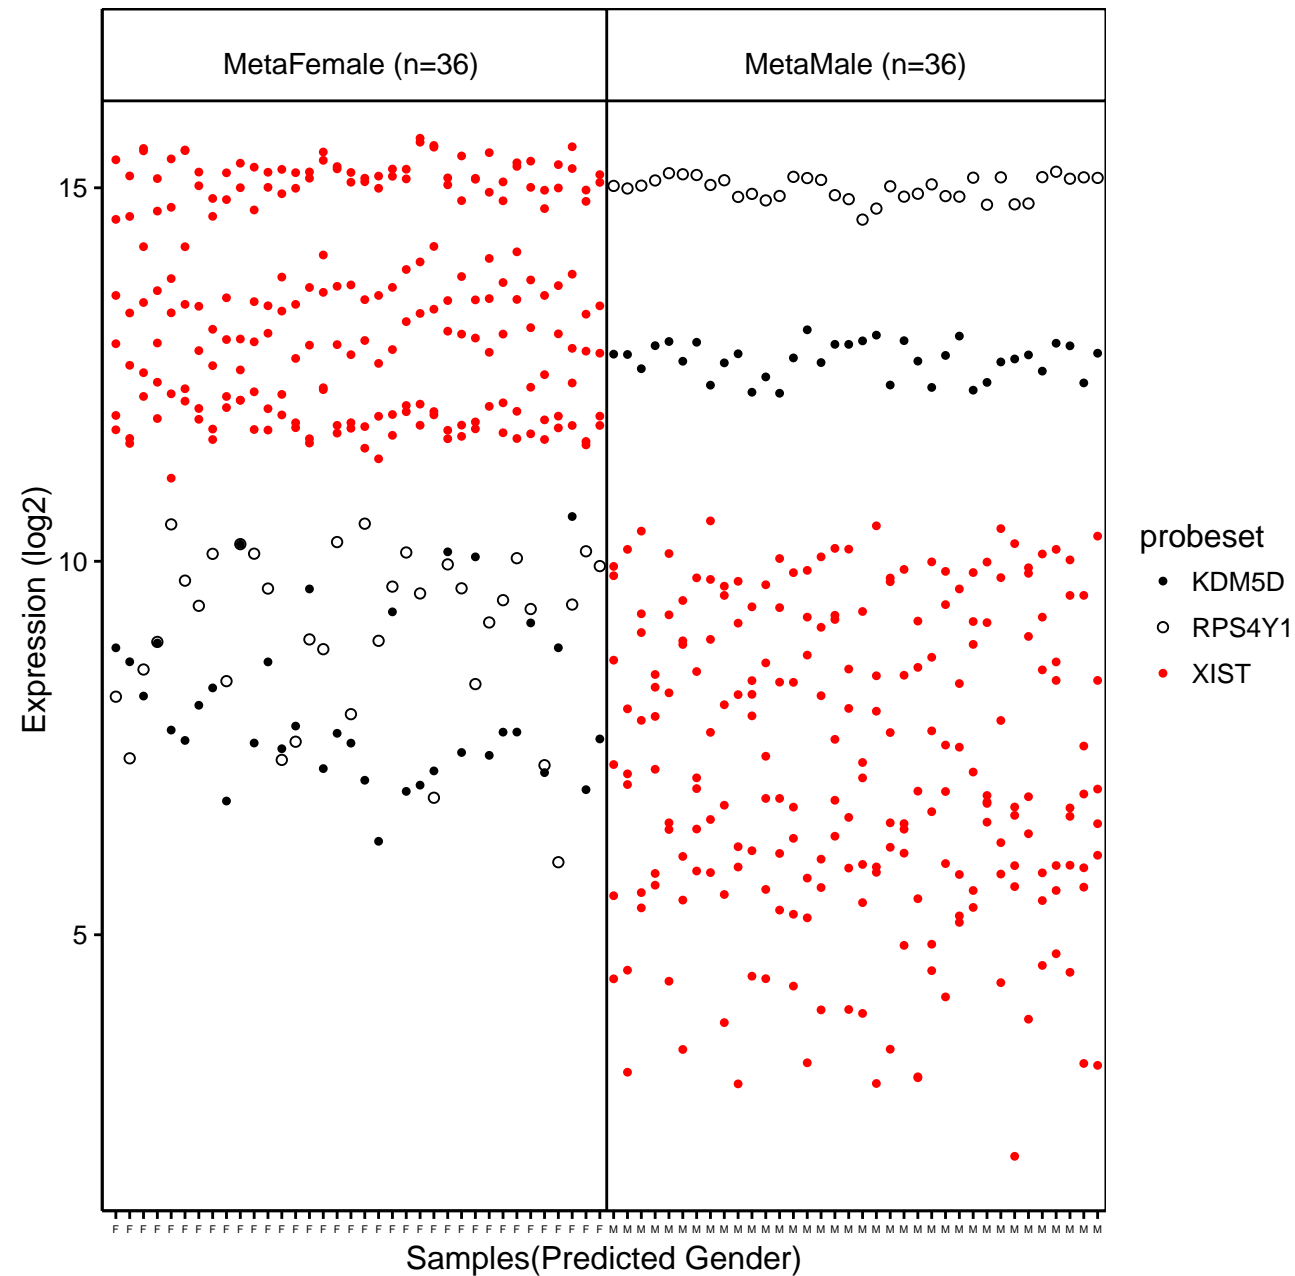 MetaFemale (n=36) MetaMale (n=36)
15
10
5
Expression (log2)
probeset
KDM5D
RPS4Y1
XIST
F F F F F F F F F F F F F F F F F F F F F F F F F F F F F F F F F F F F M M M M M M M M M M M M M M M M M M M M M M M M M M M M M M M M M M M M
Samples(Predicted Gender)